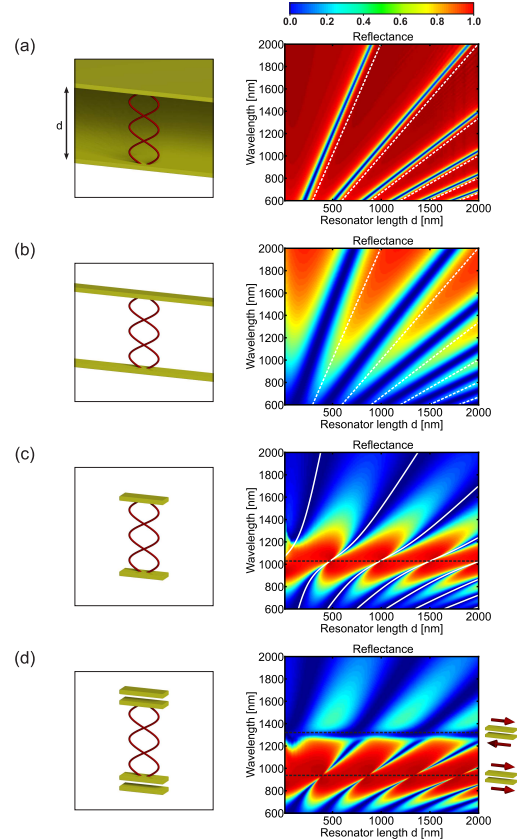 0.0 0.2 0.4 0.6 0.8 1.0
(a)
d
Reflectance
Wavelength [nm]
2000
1800
1600
1400
1200
1000
800
600
500 1000 1500 2000
Resonator length d [nm]
(b)
Reflectance
Wavelength [nm]
2000
1800
1600
1400
1200
1000
800
600
500 1000 1500 2000
Resonator length d [nm]
(c)
Reflectance
Wavelength [nm]
2000
1800
1600
1400
1200
1000
800
600
500 1000 1500 2000
Resonator length d [nm]
(d)
Reflectance
Wavelength [nm]
2000
1800
1600
1400
1200
1000
800
600
500 1000 1500 2000
Resonator length d [nm]